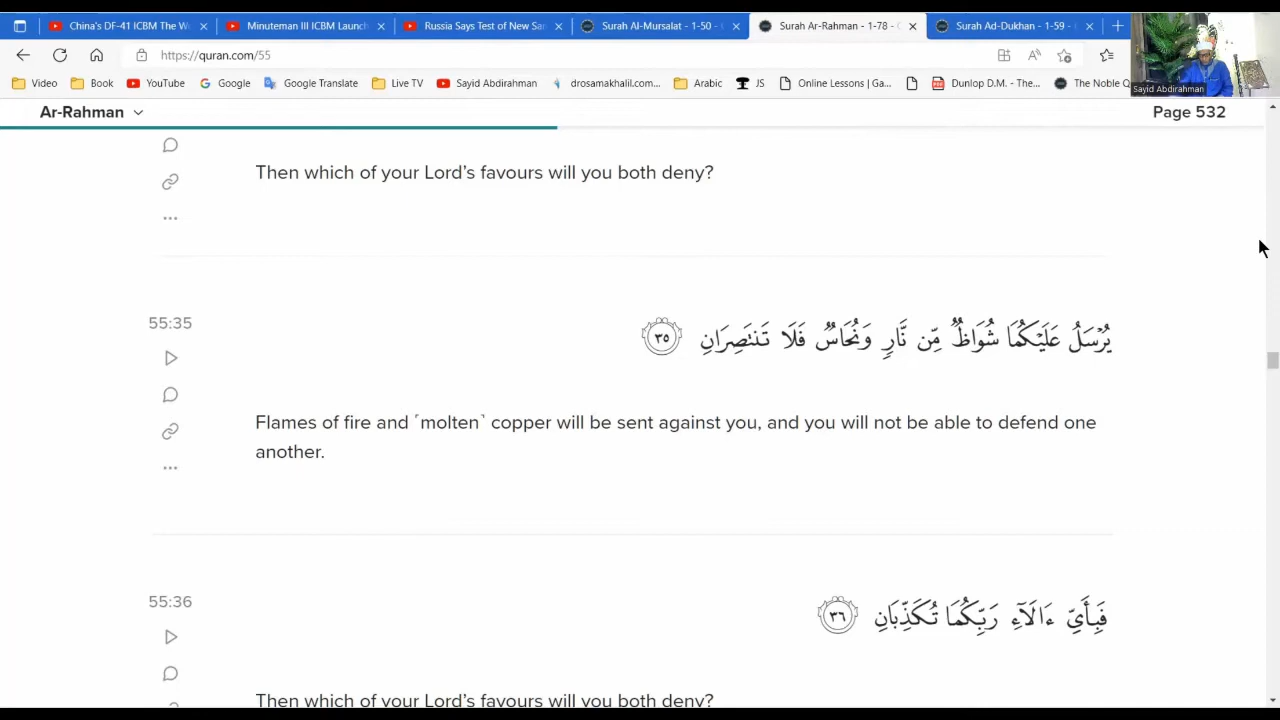 China's DF-41 ICBM The W
Minuteman III ICBM Launch
Russia Says Test of New Sar
Surah Al-Mursalat - 1-50 -
Surah Ar-Rahman - 1-78 -
Surah Ad-Dukhan - 1-59 -
https://quran.com/55
Video
Book
YouTube
Google
Google Translate
Live TV
Sayid Abdirahman
drosamakhalil.com...
Arabic
JS
Online Lessons | Ga...
Dunlop D.M. - The...
The Noble Q
Sayid Abdirahman
Ar-Rahman
Page 532
Then which of your Lord's favours will you both deny?
55:35
يُرْسَلُ عَلَيْكُمَا شُوَاظٌ مِّن نَّارٍ وَنُحَاسٌ فَلَا تَنتَصِرَانِ ٣٥
Flames of fire and ˹molten˺ copper will be sent against you, and you will not be able to defend one
another.
55:36
فَبِأَىِّ ءَالَآءِ رَبِّكُمَا تُكَذِّبَانِ ٣٦
Then which of your Lord's favours will you both deny?